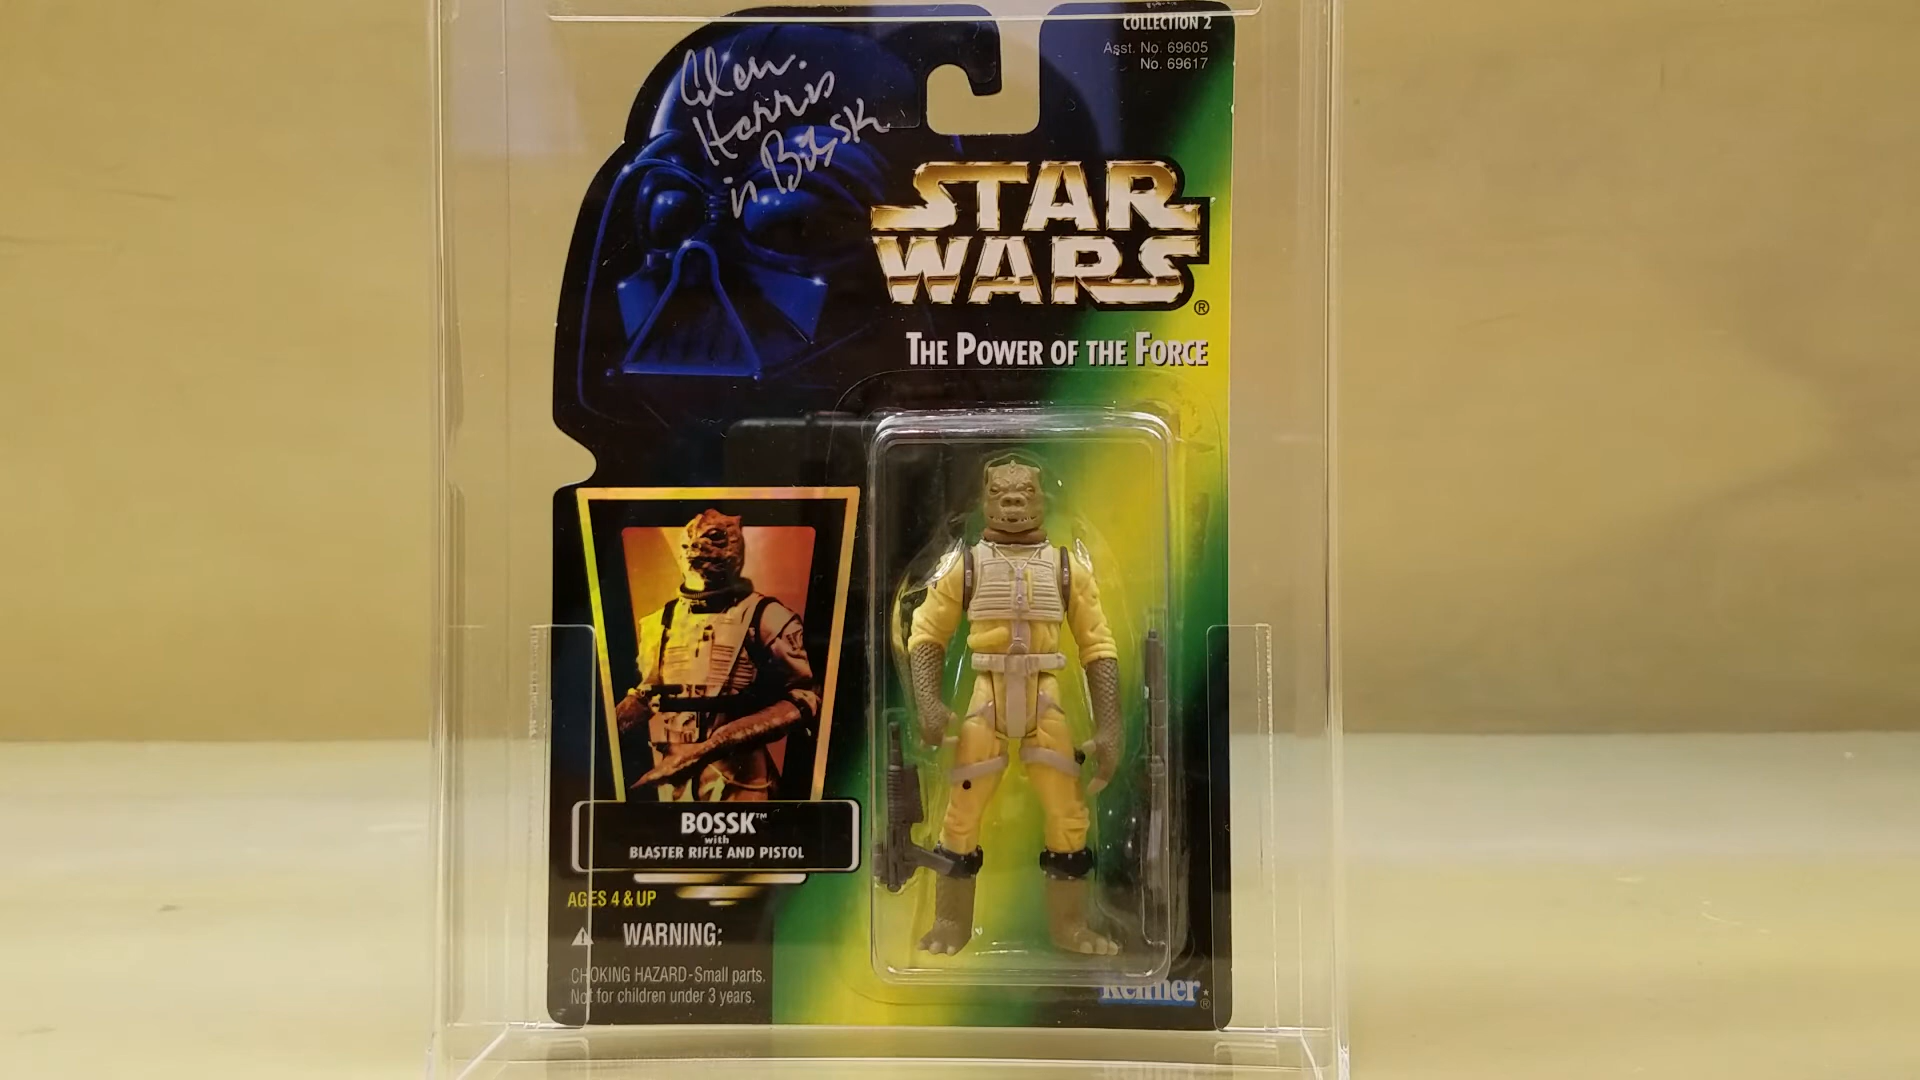 COLLECTION 2
Asst. No. 69605
No. 69617
Alan.
Harris
is Bossk
STAR
WARS®
THE POWER OF THE FORCE
BOSSK™
with
BLASTER RIFLE AND PISTOL
AGES 4 & UP
WARNING:
CHOKING HAZARD-Small parts.
Not for children under 3 years.
Kenner®